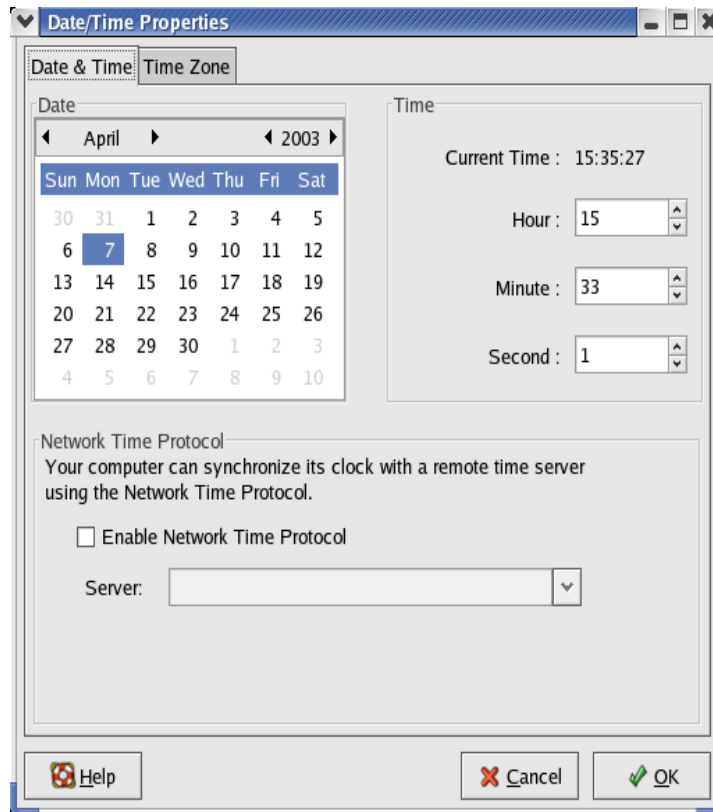 Date/Time Properties
Date & Time Time Zone
Date
April 2003
Sun Mon Tue Wed Thu Fri Sat
30 31 1 2 3 4 5
6 7 8 9 10 11 12
13 14 15 16 17 18 19
20 21 22 23 24 25 26
27 28 29 30 1 2 3
4 5 6 7 8 9 10
Time
Current Time : 15:35:27
Hour : 15
Minute : 33
Second : 1
Network Time Protocol
Your computer can synchronize its clock with a remote time server
using the Network Time Protocol.
Enable Network Time Protocol
Server:
Help Cancel OK